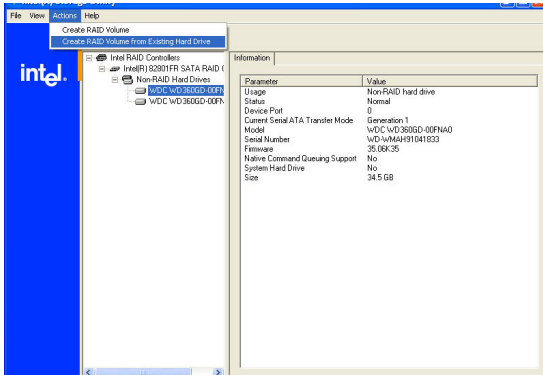 File View Actions Help
Create RAID Volume
Create RAID Volume from Existing Hard Drive
intel.
Intel RAID Controllers
Intel(R) 82801FR SATA RAID
Non-RAID Hard Drives
WDC WD360GD-00FN
WDC WD360GD-00FN
Information
Parameter Value
Usage Non-RAID hard drive
Status Normal
Device Port 0
Current Serial ATA Transfer Mode Generation 1
Model WDC WD360GD-00FNA0
Serial Number WD-WMAH91041833
Firmware 35.06K35
Native Command Queuing Support No
System Hard Drive No
Size 34.5 GB